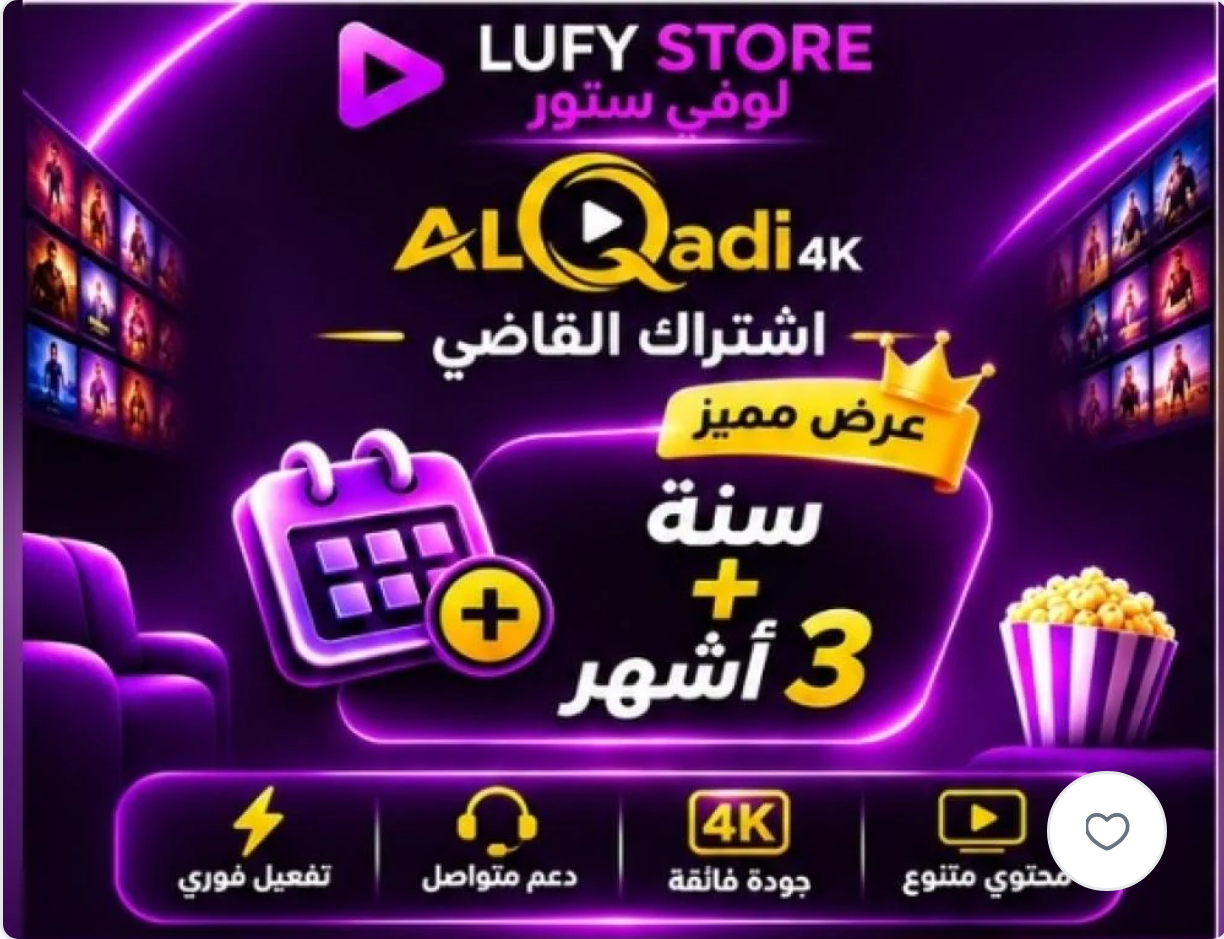 LUFY STORE
لوفي ستور
ALQadi 4K
اشتراك القاضي
عرض مميز
سنة
+
3 أشهر
4K
محتوي متنوع
جودة فائقة
دعم متواصل
تفعيل فوري